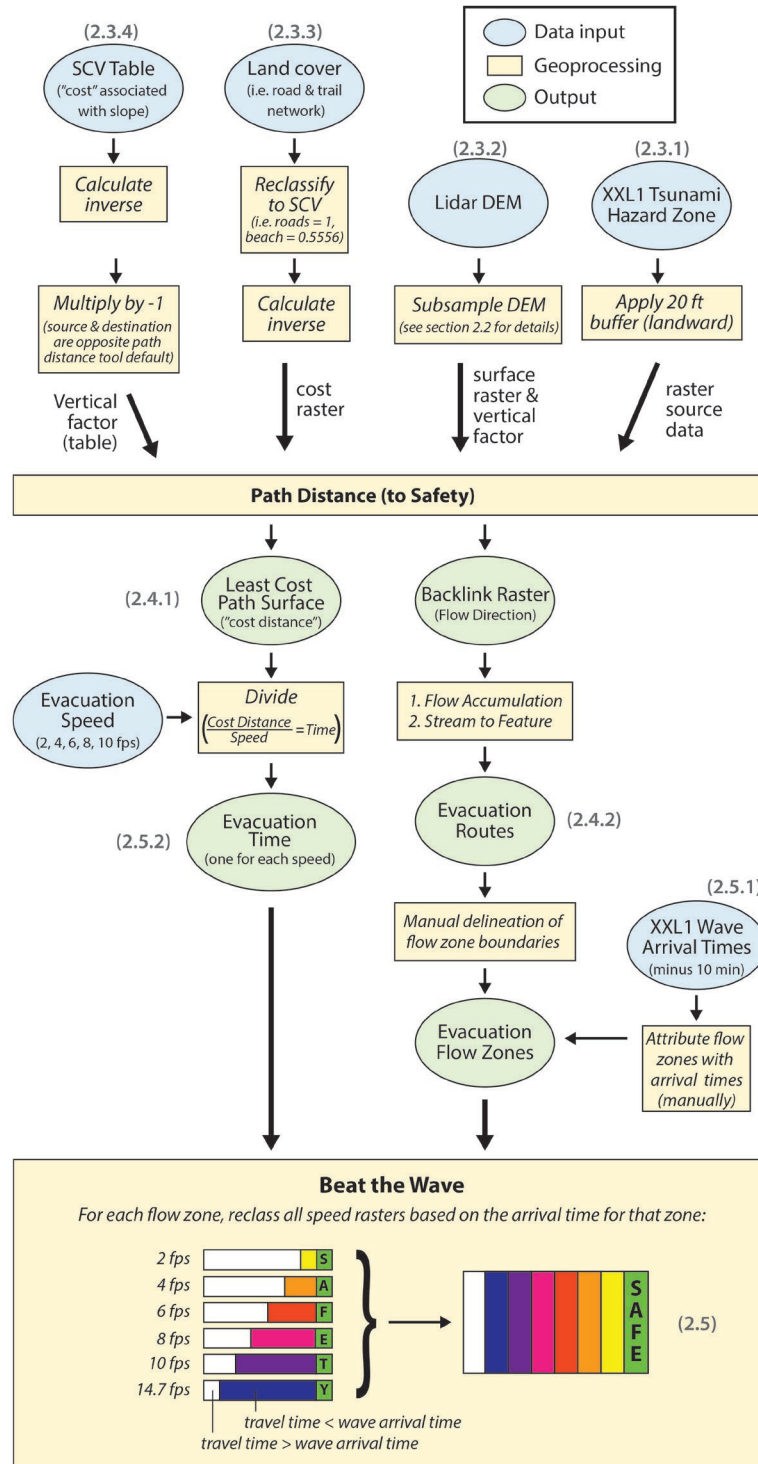 (2.3.4)
SCV Table
("cost" associated
with slope)
(2.3.3)
Land cover
(i.e. road & trail
network)
Data input
Geoprocessing
Output
(2.3.2)
Lidar DEM
(2.3.1)
XXL1 Tsunami
Hazard Zone
Calculate
inverse
Reclassify
to SCV
(i.e. roads = 1,
beach = 0.5556)
Multiply by -1
(source & destination
are opposite path
distance tool default)
Calculate
inverse
Subsample DEM
(see section 2.2 for details)
Apply 20 ft
buffer (landward)
Vertical
factor
(table)
cost
raster
surface
raster &
vertical
factor
raster
source
data
Path Distance (to Safety)
(2.4.1)
Least Cost
Path Surface
("cost distance")
Backlink Raster
(Flow Direction)
Evacuation
Speed
(2, 4, 6, 8, 10 fps)
Divide
(Cost Distance
Speed = Time)
1. Flow Accumulation
2. Stream to Feature
(2.5.2)
Evacuation
Time
(one for each speed)
Evacuation
Routes
(2.4.2)
Manual delineation of
flow zone boundaries
(2.5.1)
XXL1 Wave
Arrival Times
(minus 10 min)
Evacuation
Flow Zones
Attribute flow
zones with
arrival times
(manually)
Beat the Wave
For each flow zone, reclass all speed rasters based on the arrival time for that zone:
2 fps S
4 fps A
6 fps F
8 fps E
10 fps T
14.7 fps Y
travel time < wave arrival time
travel time > wave arrival time
S
A
F
E
(2.5)